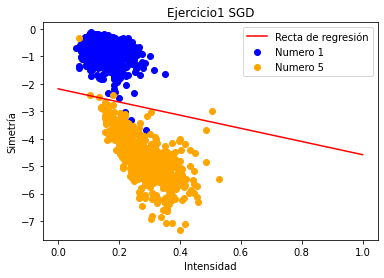 Ejercicio1 SGD
Recta de regresión
Numero 1
Numero 5
0
−1
−2
−3
−4
−5
−6
−7
Simetría
0.0 0.2 0.4 0.6 0.8 1.0
Intensidad